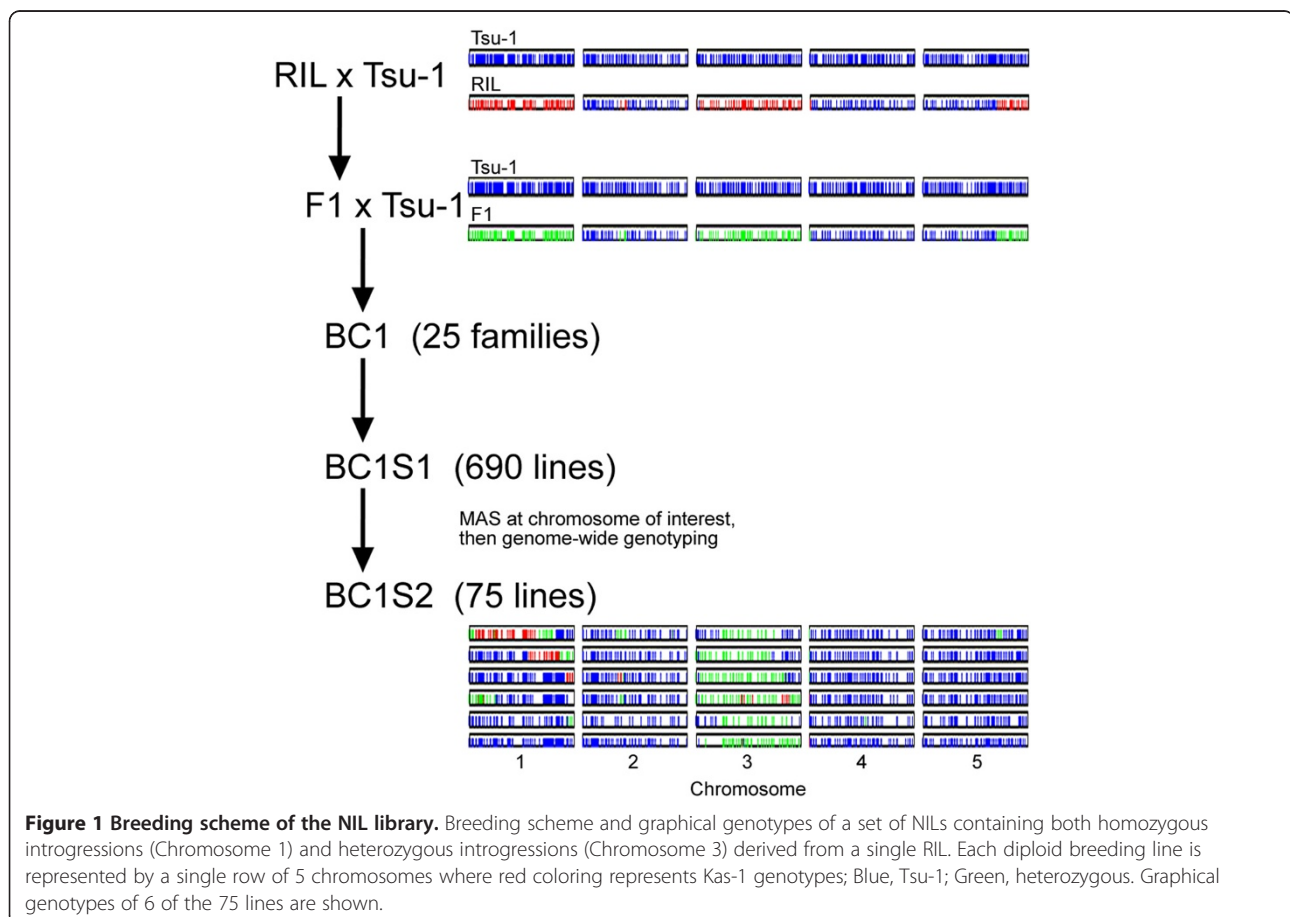 Tsu-1
RIL x Tsu-1
RIL
Tsu-1
F1 x Tsu-1
F1
BC1 (25 families)
BC1S1 (690 lines)
MAS at chromosome of interest,
then genome-wide genotyping
BC1S2 (75 lines)
1 2 3 4 5
Chromosome
Figure 1 Breeding scheme of the NIL library. Breeding scheme and graphical genotypes of a set of NILs containing both homozygous
introgressions (Chromosome 1) and heterozygous introgressions (Chromosome 3) derived from a single RIL. Each diploid breeding line is
represented by a single row of 5 chromosomes where red coloring represents Kas-1 genotypes; Blue, Tsu-1; Green, heterozygous. Graphical
genotypes of 6 of the 75 lines are shown.